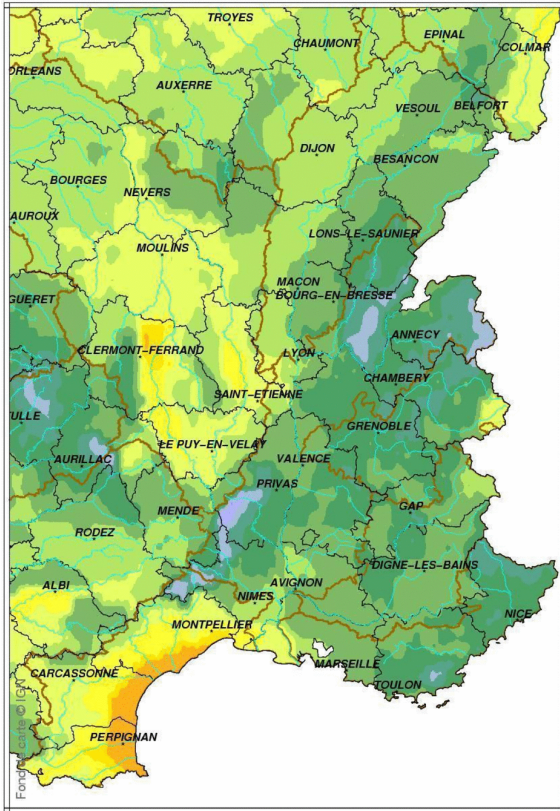 TROYES
EPINAL
CHAUMONT
COLMAR
ORLEANS
AUXERRE
VESOUL
BELFORT
DIJON
BESANCON
BOURGES
NEVERS
AUROUX
LONS-LE-SAUNIER
MOULINS
MACON
BOURG-EN-BRESSE
GUERET
ANNECY
CLERMONT-FERRAND
LYON
CHAMBERY
SAINT-ETIENNE
TULLE
GRENOBLE
LE PUY-EN-VELAY
AURILLAC
VALENCE
PRIVAS
MENDE
GAP
RODEZ
DIGNE-LES-BAINS
ALBI
AVIGNON
NIMES
NICE
MONTPELLIER
MARSEILLE
CARCASSONNE
TOULON
PERPIGNAN
Fond de carte © IGN